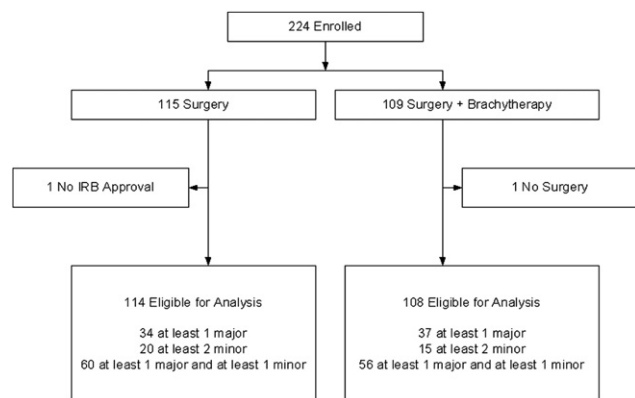 224 Enrolled
115 Surgery
109 Surgery + Brachytherapy
1 No IRB Approval
1 No Surgery
114 Eligible for Analysis
34 at least 1 major
20 at least 2 minor
60 at least 1 major and at least 1 minor
108 Eligible for Analysis
37 at least 1 major
15 at least 2 minor
56 at least 1 major and at least 1 minor